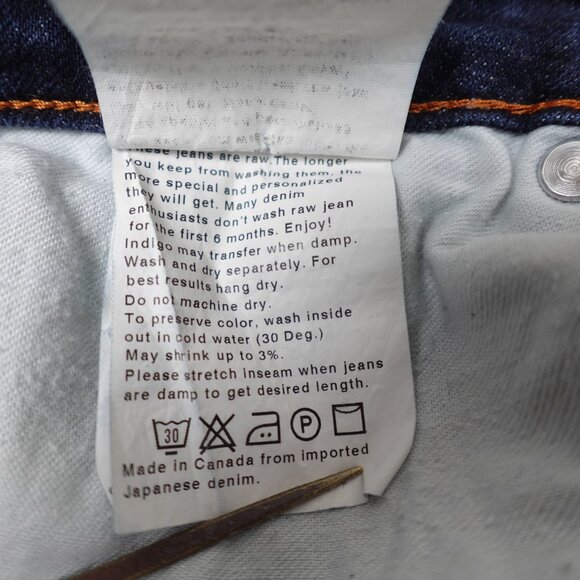 These jeans are raw.The longer
you keep from washing them, the
more special and personalized
they will get. Many denim
enthusiasts don't wash raw jean
for the first 6 months. Enjoy!
Indigo may transfer when damp.
Wash and dry separately. For
best results hang dry.
Do not machine dry.
To preserve color, wash inside
out in cold water (30 Deg.)
May shrink up to 3%.
Please stretch inseam when jeans
are damp to get desired length.
30 P
Made in Canada from imported
Japanese denim.